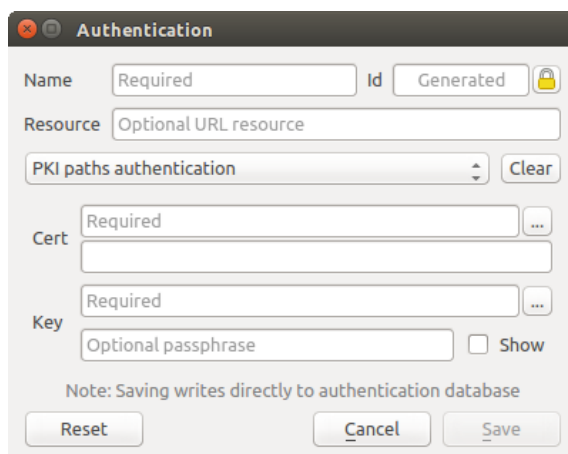 Authentication
Name Required Id Generated
Resource Optional URL resource
PKI paths authentication Clear
Required ...
Cert
Required ...
Key
Optional passphrase Show
Note: Saving writes directly to authentication database
Reset Cancel Save